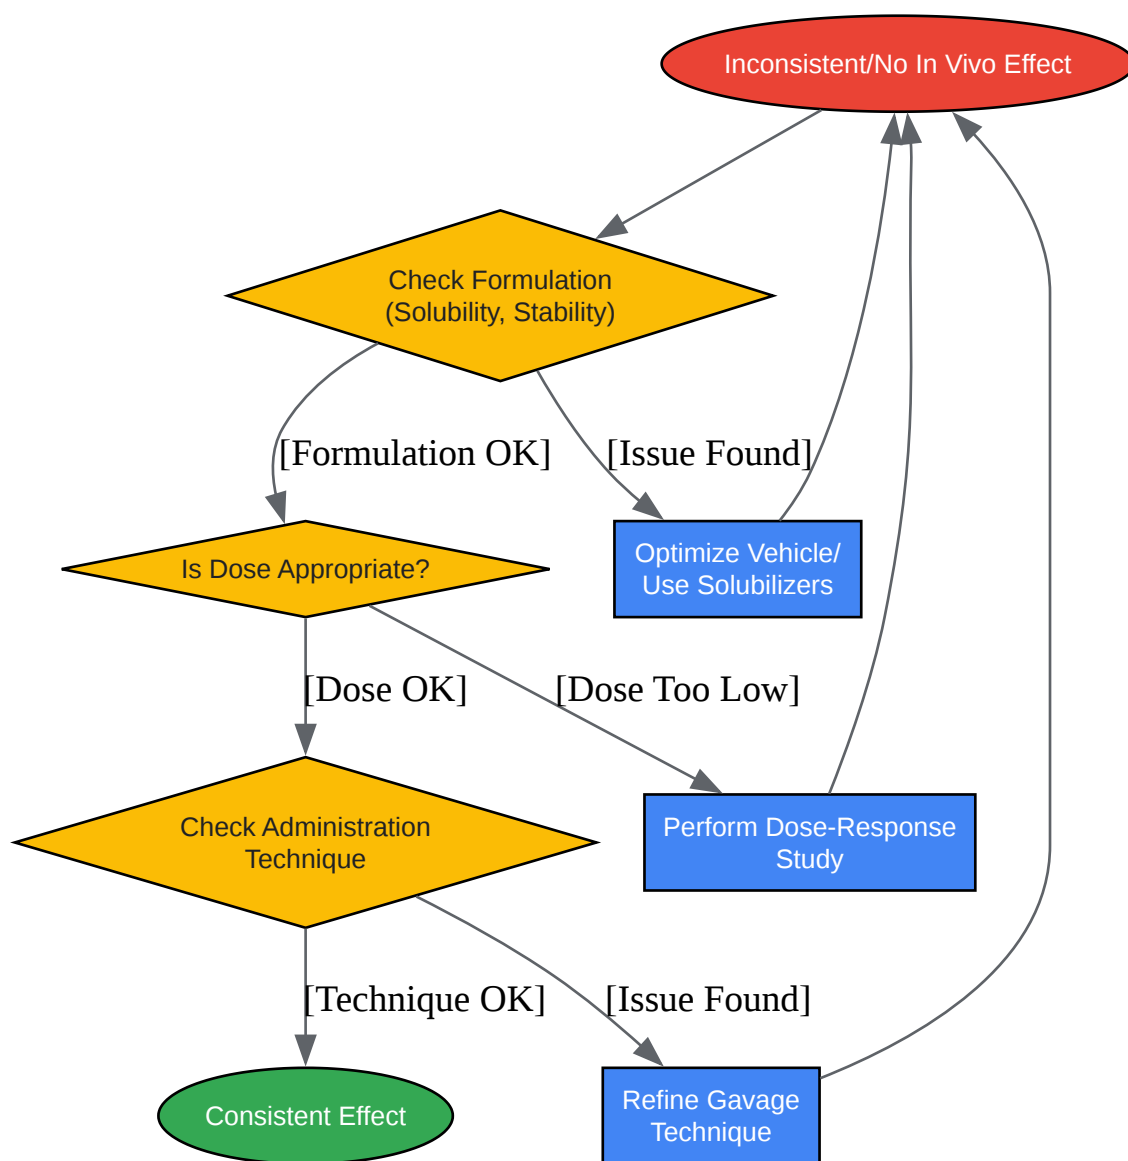 Inconsistent/No In Vivo Effect
Check Formulation
(Solubility, Stability)
[Formulation OK]
[Issue Found]
Optimize Vehicle/
Use Solubilizers
Is Dose Appropriate?
[Dose OK]
[Dose Too Low]
Perform Dose-Response
Study
Check Administration
Technique
[Technique OK]
[Issue Found]
Consistent Effect
Refine Gavage
Technique